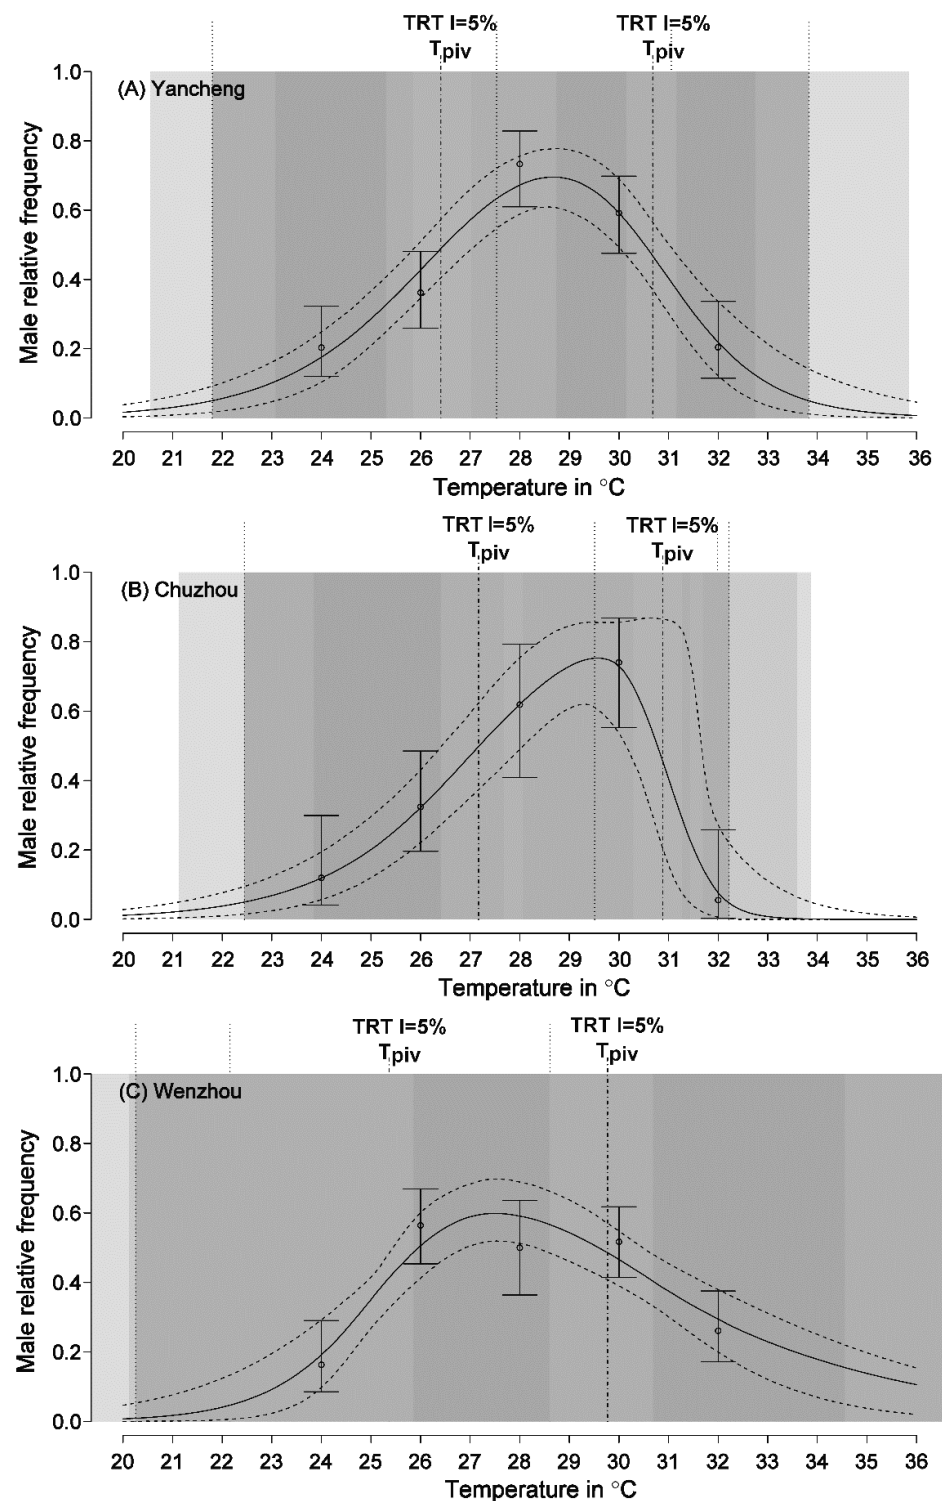 TRT l=5% TRT l=5%
Tpiv Tpiv
(A) Yancheng
1.0
0.8
0.6
0.4
0.2
0.0
Male relative frequency
20 21 22 23 24 25 26 27 28 29 30 31 32 33 34 35 36
Temperature in °C
TRT l=5% TRT l=5%
Tpiv Tpiv
(B) Chuzhou
1.0
0.8
0.6
0.4
0.2
0.0
Male relative frequency
20 21 22 23 24 25 26 27 28 29 30 31 32 33 34 35 36
Temperature in °C
TRT l=5% TRT l=5%
Tpiv Tpiv
(C) Wenzhou
1.0
0.8
0.6
0.4
0.2
0.0
Male relative frequency
20 21 22 23 24 25 26 27 28 29 30 31 32 33 34 35 36
Temperature in °C